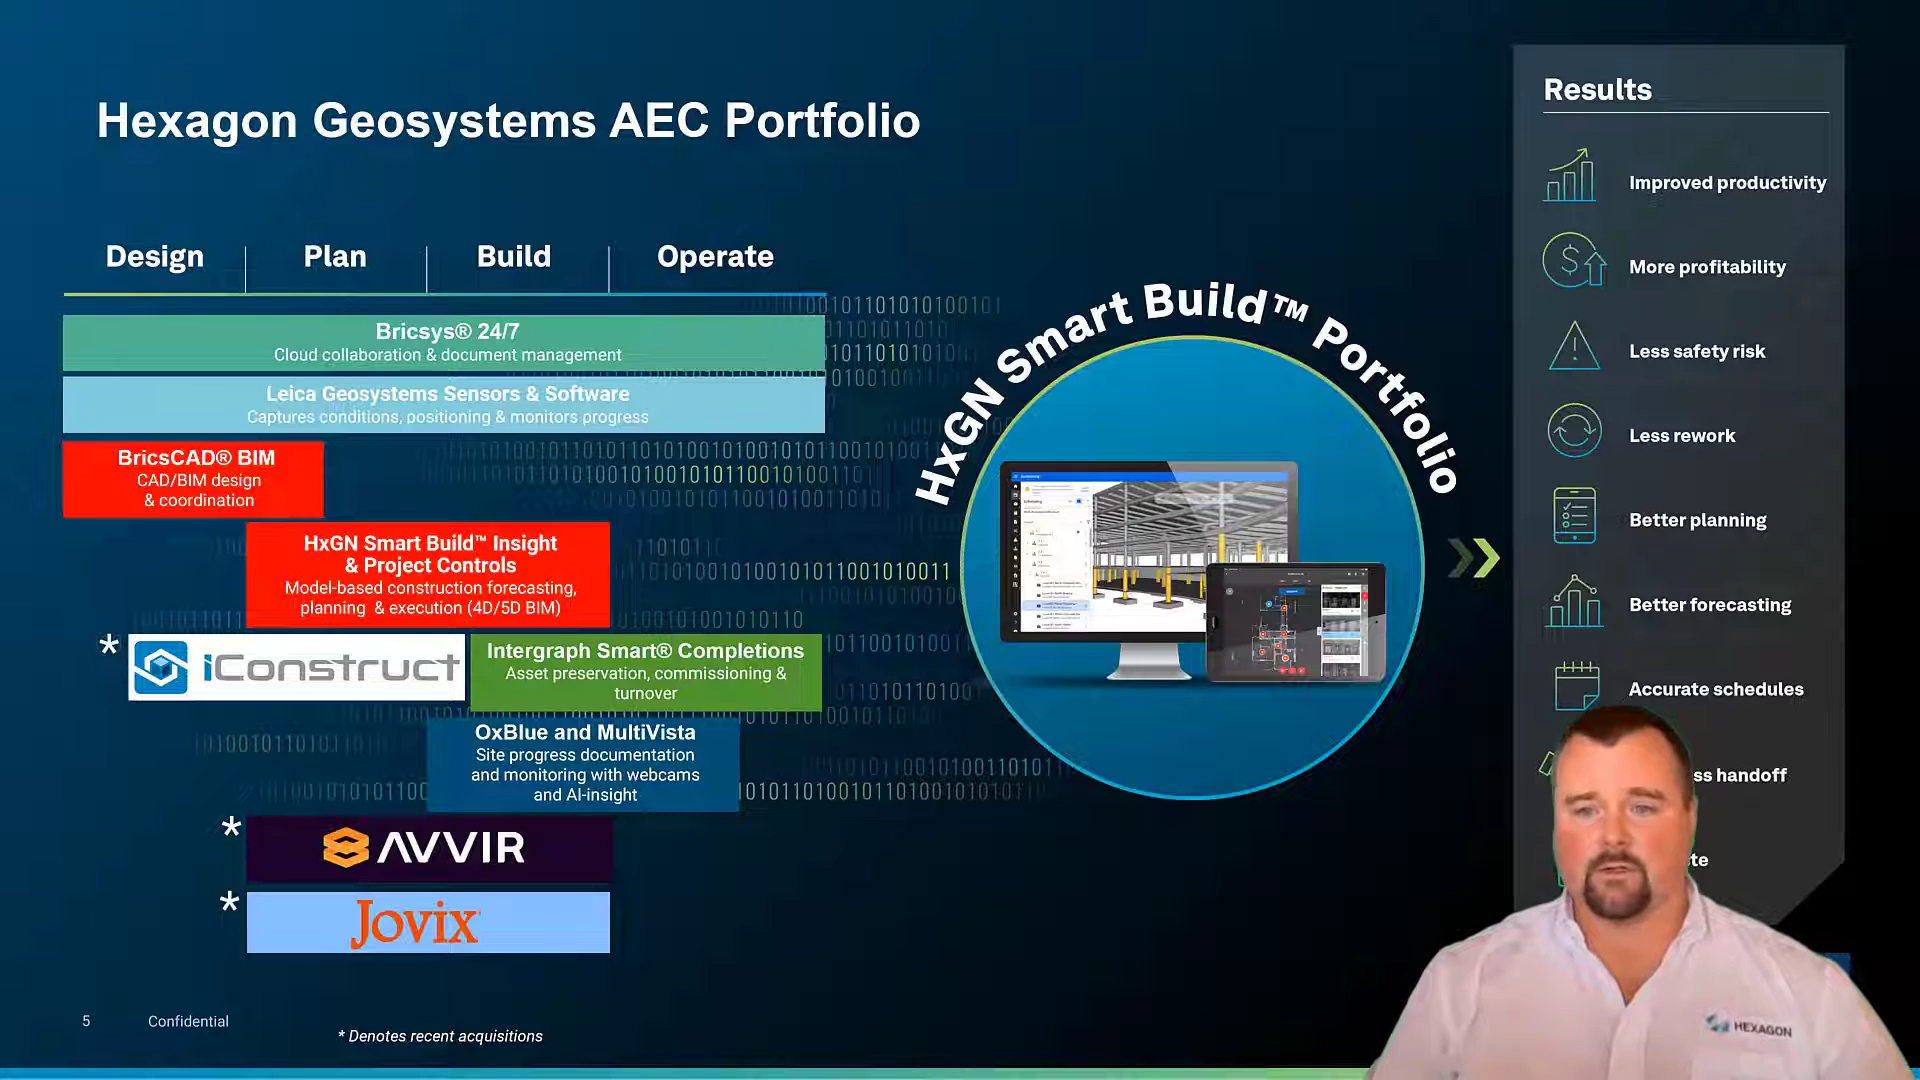 Hexagon Geosystems AEC Portfolio
Design
Plan
Build
Operate
Bricsys® 24/7
Cloud collaboration & document management
Leica Geosystems Sensors & Software
Captures conditions, positioning & monitors progress
BricsCAD® BIM
CAD/BIM design
& coordination
HxGN Smart Build™ Insight
& Project Controls
Model-based construction forecasting,
planning & execution (4D/5D BIM)
* iConstruct
Intergraph Smart® Completions
Asset preservation, commissioning &
turnover
OxBlue and MultiVista
Site progress documentation
and monitoring with webcams
and AI-insight
* AVVIR
* Jovix
HxGN Smart Build™ Portfolio
Results
Improved productivity
More profitability
Less safety risk
Less rework
Better planning
Better forecasting
Accurate schedules
ss handoff
te
HEXAGON
5
Confidential
* Denotes recent acquisitions